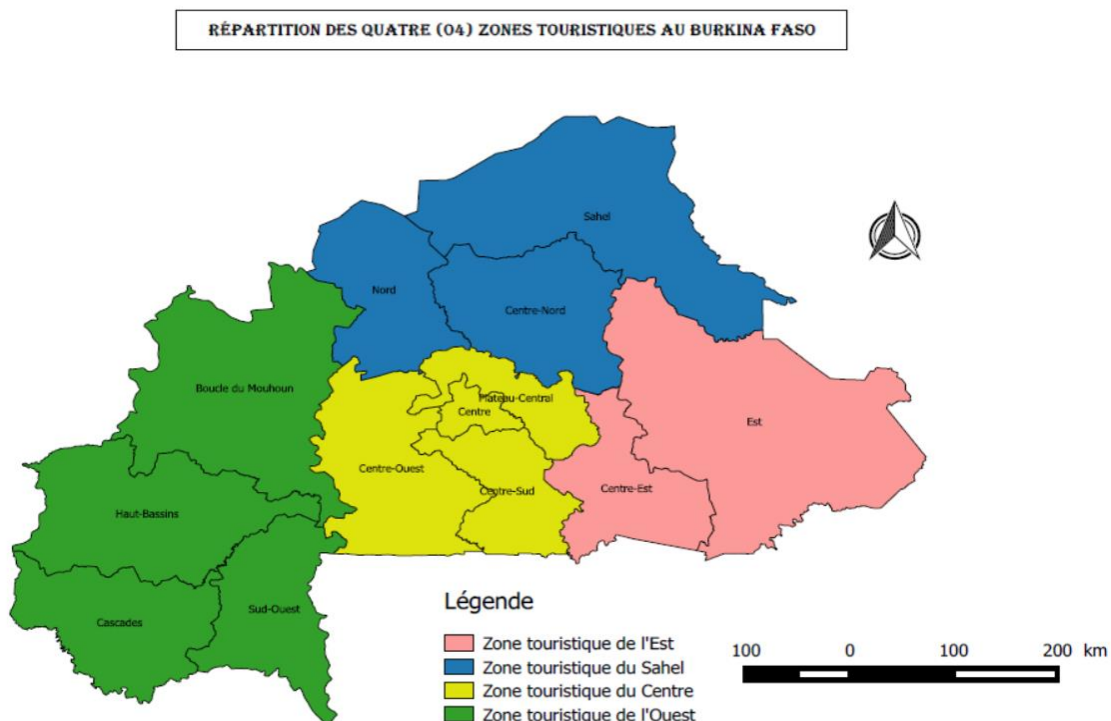 RÉPARTITION DES QUATRE (04) ZONES TOURISTIQUES AU BURKINA FASO
Sahel
Nord
Centre-Nord
Boucle du Mouhoun
Plateau-Central
Centre
Est
Centre-Ouest
Centre-Sud
Centre-Est
Haut-Bassins
Sud-Ouest
Cascades
Légende
Zone touristique de l'Est
Zone touristique du Sahel
Zone touristique du Centre
Zone touristique de l'Ouest
100 0 100 200 km